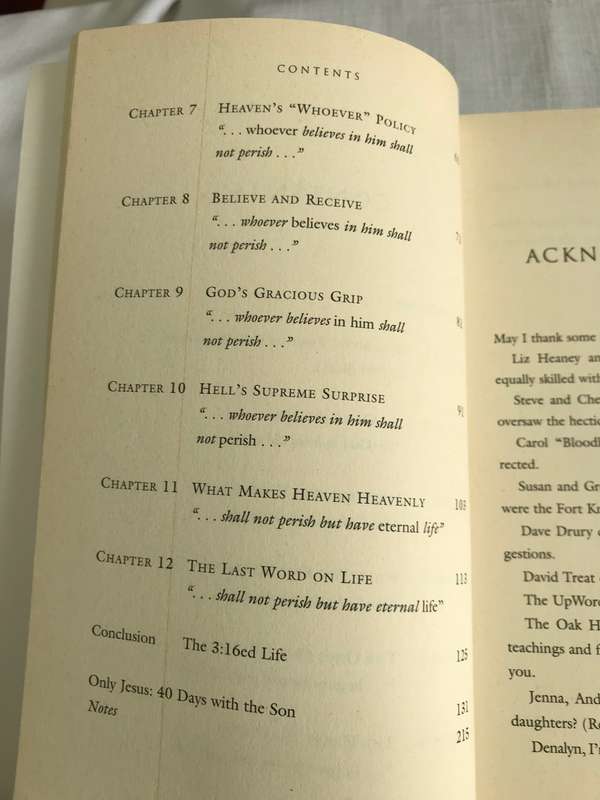 CONTENTS
CHAPTER 7 HEAVEN'S "WHOEVER" POLICY
". . . whoever believes in him shall
not perish . . ."
CHAPTER 8 BELIEVE AND RECEIVE
". . . whoever believes in him shall
not perish . . ."
CHAPTER 9 GOD'S GRACIOUS GRIP 81
". . . whoever believes in him shall
not perish . . ."
CHAPTER 10 HELL'S SUPREME SURPRISE 91
". . . whoever believes in him shall
not perish . . ."
CHAPTER 11 WHAT MAKES HEAVEN HEAVENLY 103
". . . shall not perish but have eternal life"
CHAPTER 12 THE LAST WORD ON LIFE 113
". . . shall not perish but have eternal life"
Conclusion The 3:16ed Life 125
Only Jesus: 40 Days with the Son 131
Notes 215
ACKN
May I thank some
Liz Heaney an
equally skilled with
Steve and Che
oversaw the hectic
Carol "Bloodh
rected.
Susan and Gr
were the Fort Kn
Dave Drury
gestions.
David Treat
The UpWor
The Oak H
teachings and f
you.
Jenna, And
daughters? (Re
Denalyn, I'm